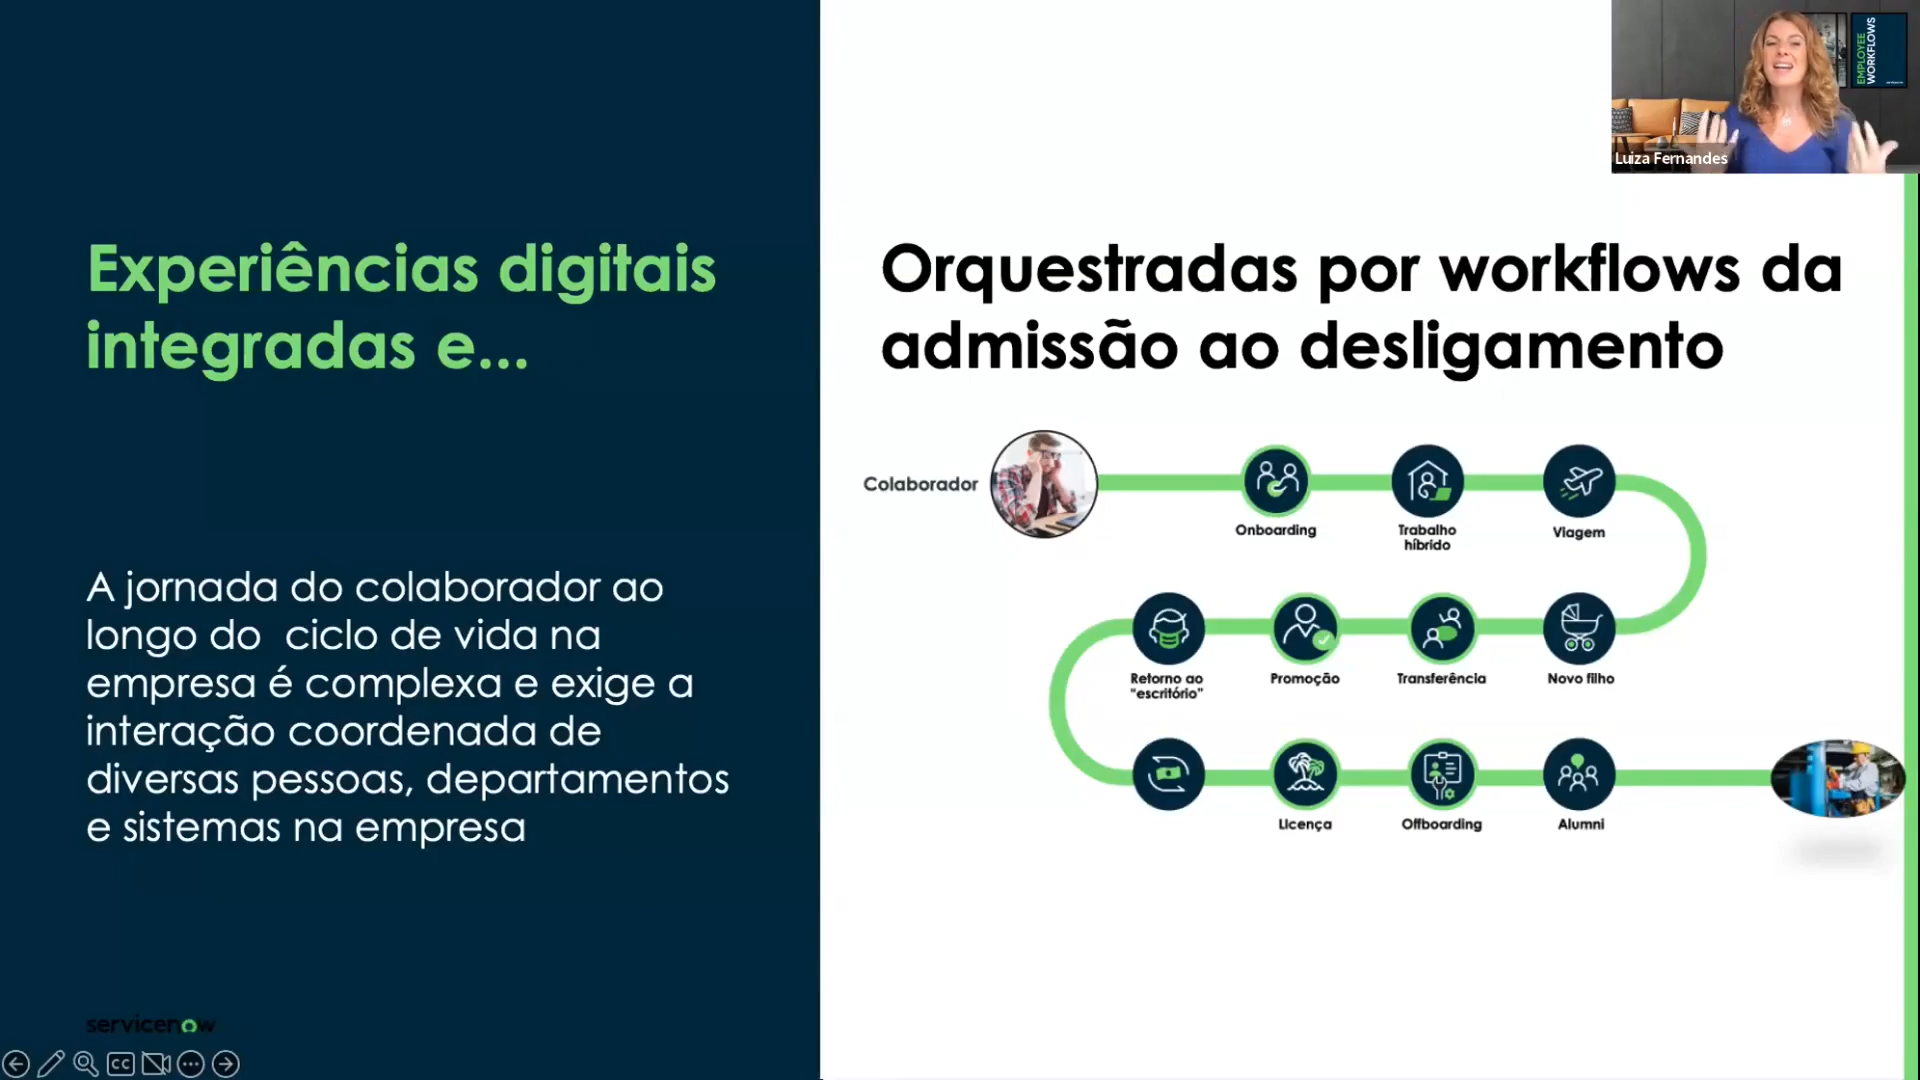 EMPLOYEE
WORKFLOWS
Luiza Fernandes
Experiências digitais
integradas e...
A jornada do colaborador ao
longo do  ciclo de vida na
empresa é complexa e exige a
interação coordenada de
diversas pessoas, departamentos
e sistemas na empresa
servicenow
Orquestradas por workflows da
admissão ao desligamento
Colaborador
Onboarding
Trabalho
híbrido
Viagem
Retorno ao
“escritório”
Promoção
Transferência
Novo filho
Licença
Offboarding
Alumni
CC